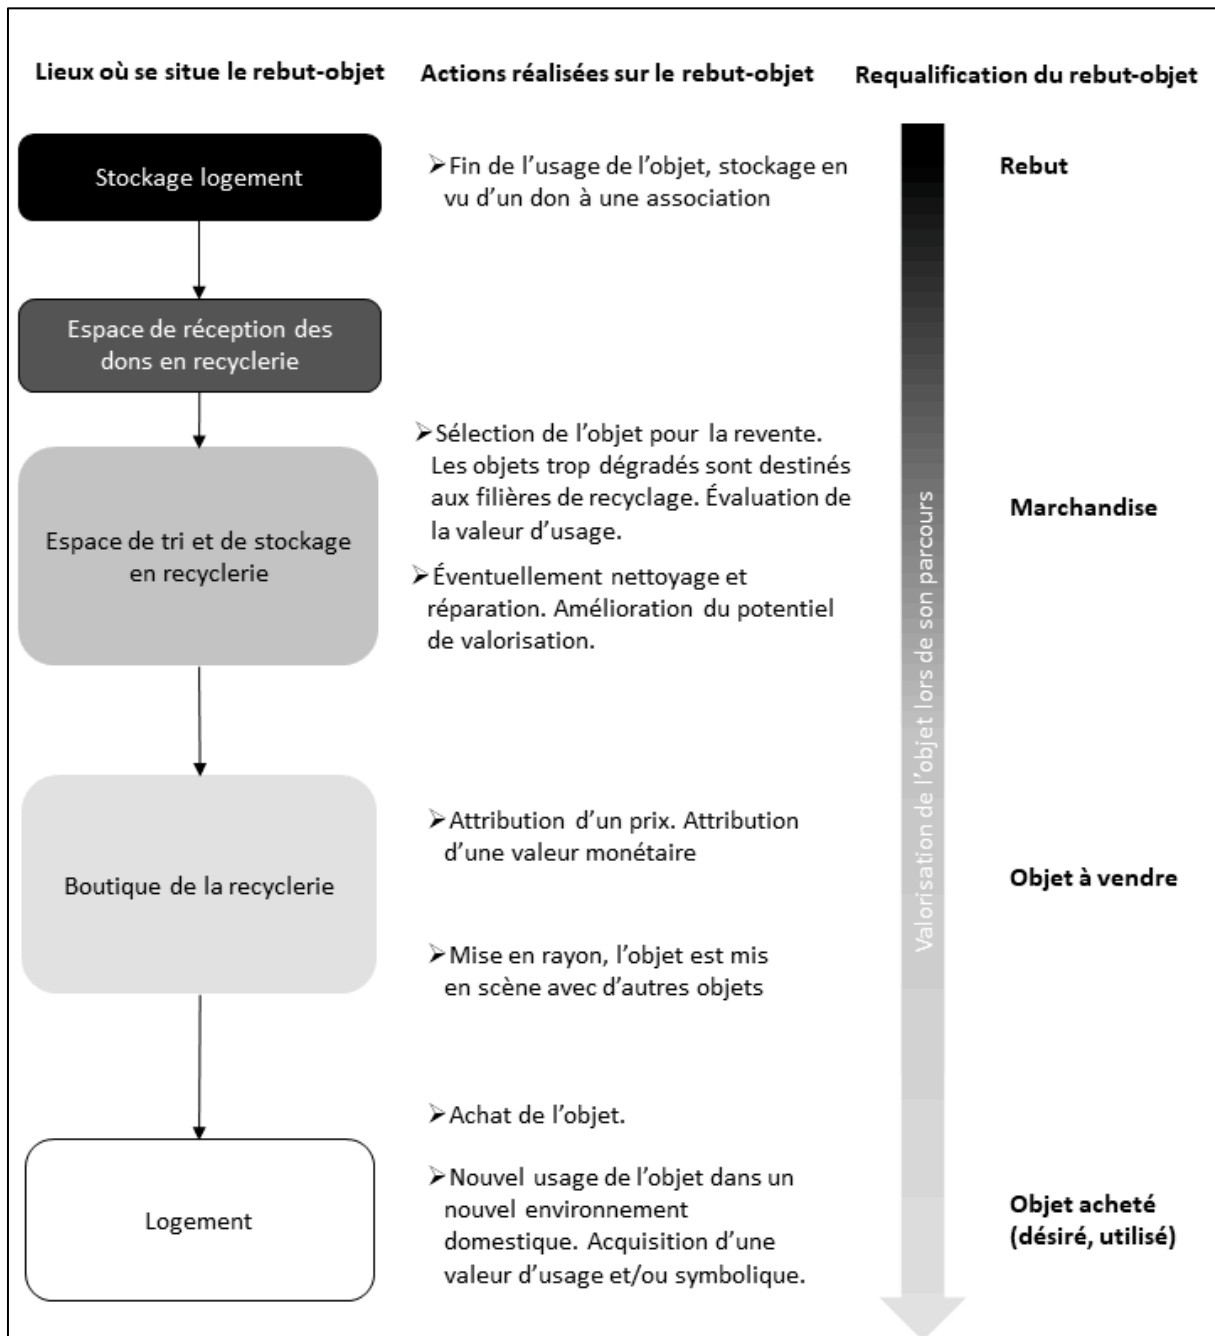 Lieux où se situe le rebut-objet
Actions réalisées sur le rebut-objet
Requalification du rebut-objet
Stockage logement
➢Fin de l'usage de l'objet, stockage en
vu d'un don à une association
Rebut
Espace de réception des
dons en recyclerie
Espace de tri et de stockage
en recyclerie
➢Sélection de l'objet pour la revente.
Les objets trop dégradés sont destinés
aux filières de recyclage. Évaluation de
la valeur d'usage.
➢Éventuellement nettoyage et
réparation. Amélioration du potentiel
de valorisation.
Marchandise
Valorisation de l'objet lors de son parcours
Boutique de la recyclerie
➢Attribution d'un prix. Attribution
d'une valeur monétaire
➢Mise en rayon, l'objet est mis
en scène avec d'autres objets
Objet à vendre
Logement
➢Achat de l'objet.
➢Nouvel usage de l'objet dans un
nouvel environnement
domestique. Acquisition d'une
valeur d'usage et/ou symbolique.
Objet acheté
(désiré, utilisé)